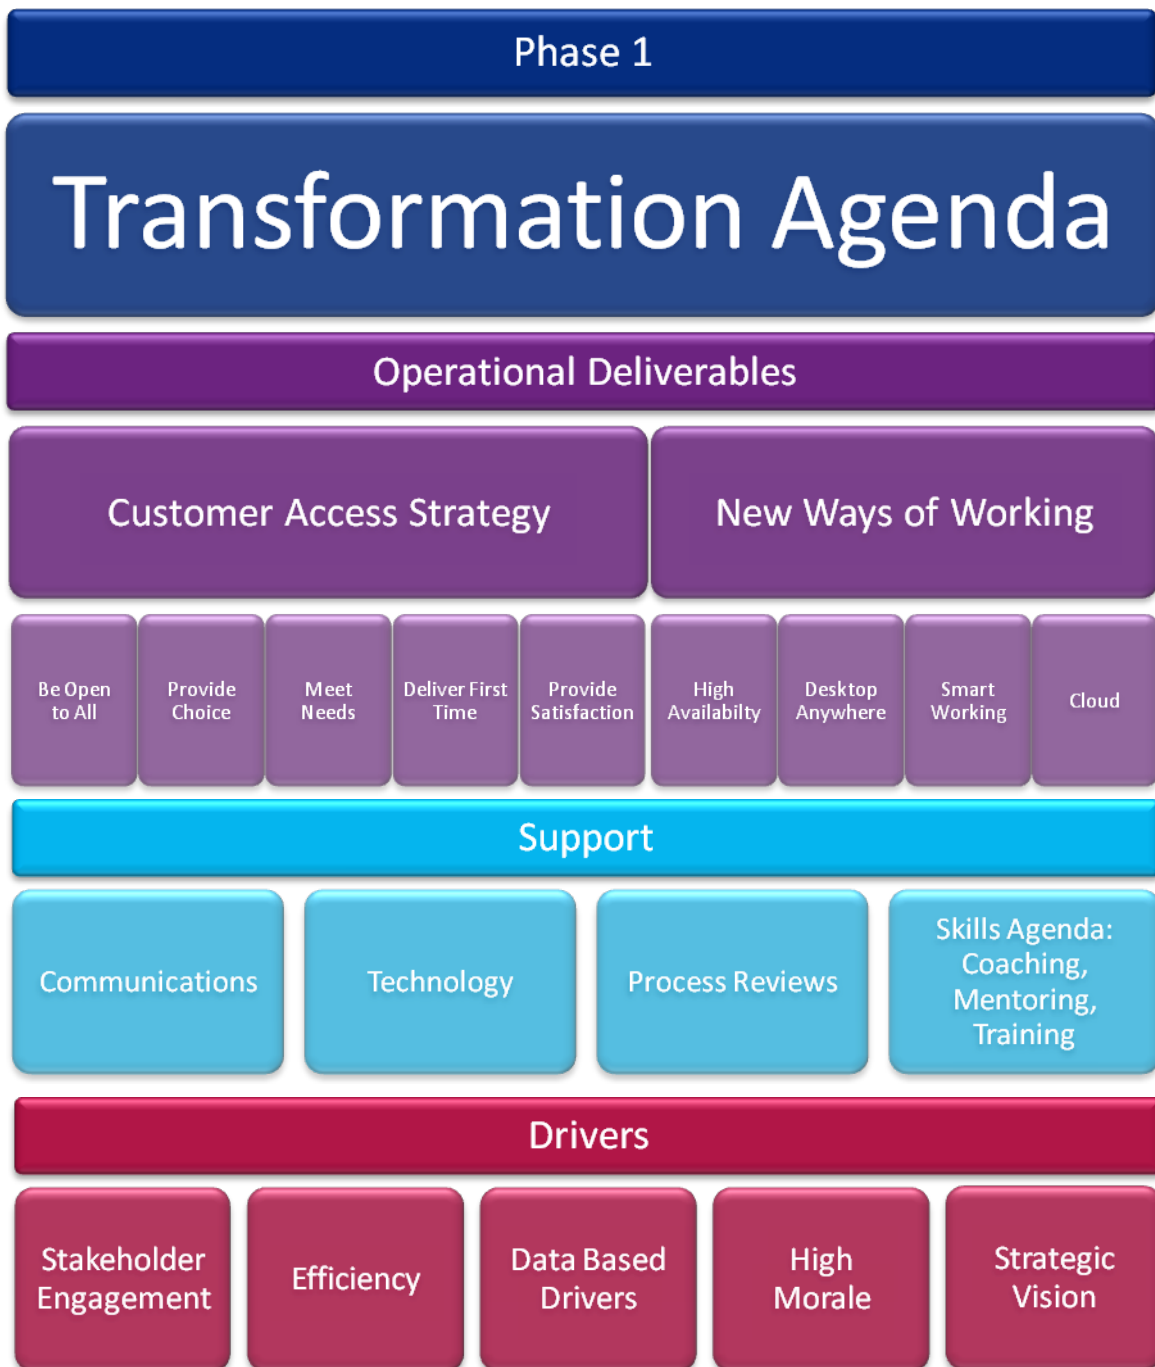 Phase 1
Transformation Agenda
Operational Deliverables
Customer Access Strategy
New Ways of Working
Be Open
to All
Provide
Choice
Meet
Needs
Deliver First
Time
Provide
Satisfaction
High
Availabilty
Desktop
Anywhere
Smart
Working
Cloud
Support
Communications
Technology
Process Reviews
Skills Agenda:
Coaching,
Mentoring,
Training
Drivers
Stakeholder
Engagement
Efficiency
Data Based
Drivers
High
Morale
Strategic
Vision